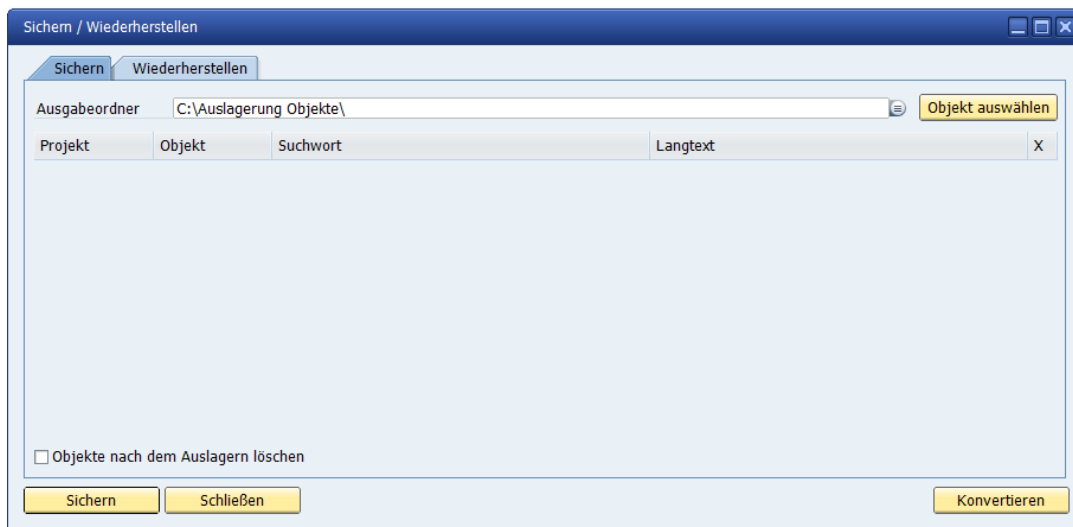 Sichern / Wiederherstellen
Sichern Wiederherstellen
Ausgabeordner C:\Auslagerung Objekte\ Objekt auswählen
Projekt Objekt Suchwort Langtext X
Objekte nach dem Auslagern löschen
Sichern Schließen Konvertieren